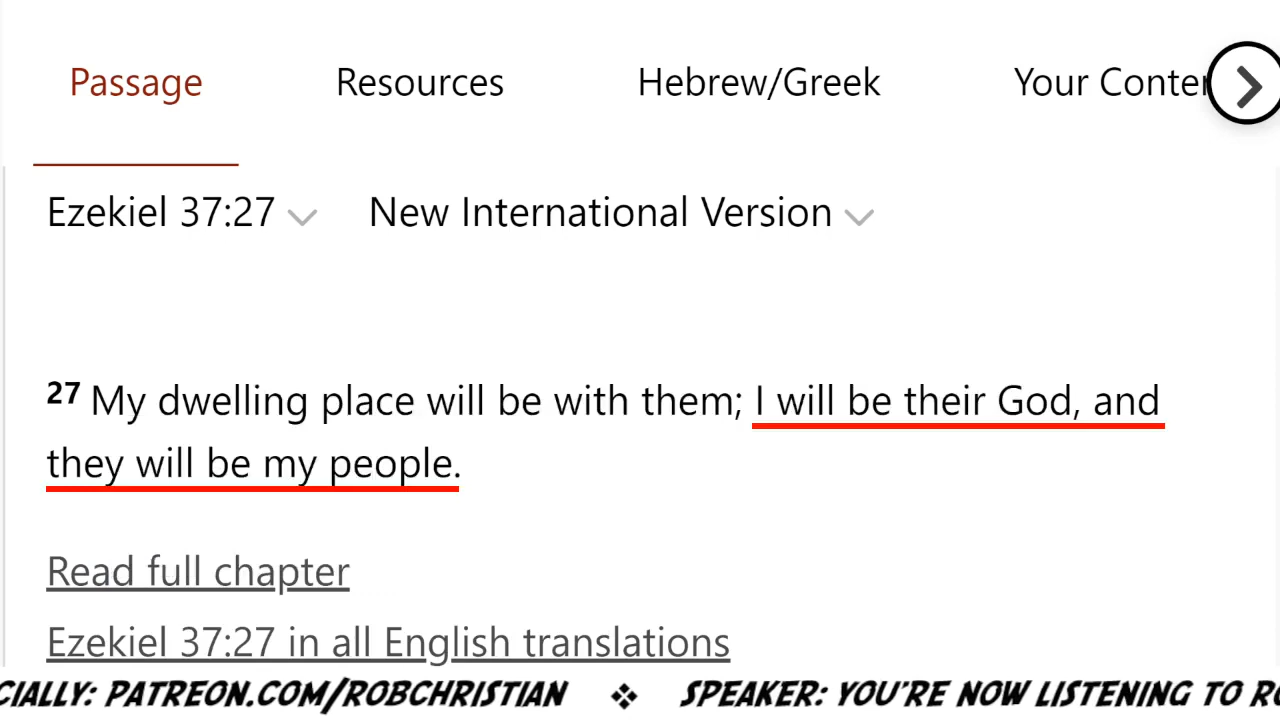 Passage Resources Hebrew/Greek Your Conten
Ezekiel 37:27 New International Version
27 My dwelling place will be with them; I will be their God, and
they will be my people.
Read full chapter
Ezekiel 37:27 in all English translations
CIALLY: PATREON.COM/ROBCHRISTIAN ❖ SPEAKER: YOU'RE NOW LISTENING TO RO